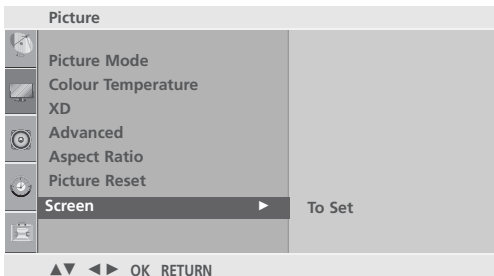 Picture
Picture Mode
Colour Temperature
XD
Advanced
Aspect Ratio
Picture Reset
Screen ► To Set
▲▼ ◄► OK RETURN